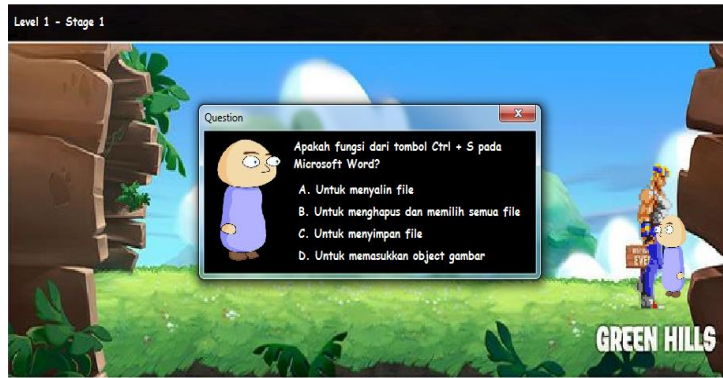 Level 1 - Stage 1
Question
Apakah fungsi dari tombol Ctrl + S pada
Microsoft Word?
A. Untuk menyalin file
B. Untuk menghapus dan memilih semua file
C. Untuk menyimpan file
D. Untuk memasukkan object gambar
GREEN HILLS